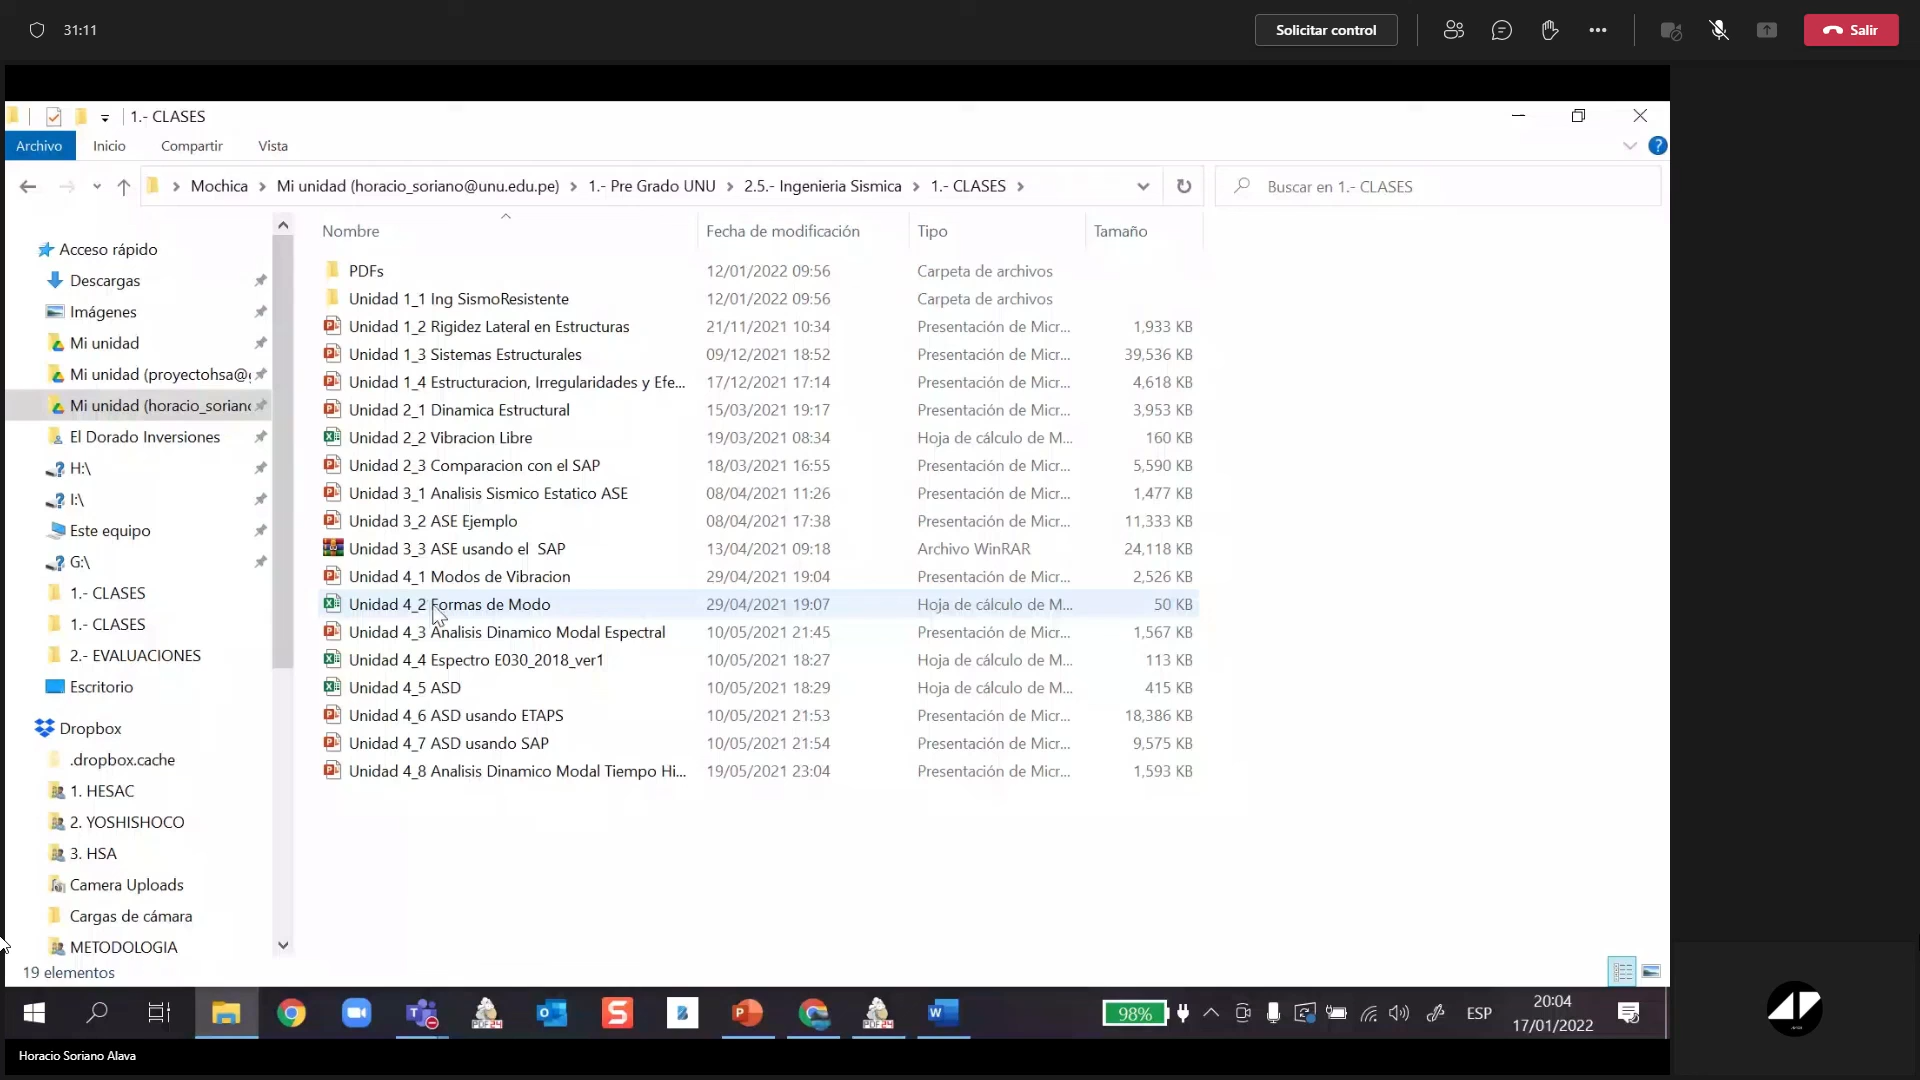 31:11
Solicitar control
Salir
1.- CLASES
Archivo Inicio Compartir Vista
Mochica > Mi unidad (horacio_soriano@unu.edu.pe) > 1.- Pre Grado UNU > 2.5.- Ingenieria Sismica > 1.- CLASES >
Buscar en 1.- CLASES
Nombre Fecha de modificación Tipo Tamaño
PDFs 12/01/2022 09:56 Carpeta de archivos
Unidad 1_1 Ing SismoResistente 12/01/2022 09:56 Carpeta de archivos
Unidad 1_2 Rigidez Lateral en Estructuras 21/11/2021 10:34 Presentación de Micr... 1,933 KB
Unidad 1_3 Sistemas Estructurales 09/12/2021 18:52 Presentación de Micr... 39,536 KB
Unidad 1_4 Estructuracion, Irregularidades y Efe... 17/12/2021 17:14 Presentación de Micr... 4,618 KB
Unidad 2_1 Dinamica Estructural 15/03/2021 19:17 Presentación de Micr... 3,953 KB
Unidad 2_2 Vibracion Libre 19/03/2021 08:34 Hoja de cálculo de M... 160 KB
Unidad 2_3 Comparacion con el SAP 18/03/2021 16:55 Presentación de Micr... 5,590 KB
Unidad 3_1 Analisis Sismico Estatico ASE 08/04/2021 11:26 Presentación de Micr... 1,477 KB
Unidad 3_2 ASE Ejemplo 08/04/2021 17:38 Presentación de Micr... 11,333 KB
Unidad 3_3 ASE usando el  SAP 13/04/2021 09:18 Archivo WinRAR 24,118 KB
Unidad 4_1 Modos de Vibracion 29/04/2021 19:04 Presentación de Micr... 2,526 KB
Unidad 4_2 Formas de Modo 29/04/2021 19:07 Hoja de cálculo de M... 50 KB
Unidad 4_3 Analisis Dinamico Modal Espectral 10/05/2021 21:45 Presentación de Micr... 1,567 KB
Unidad 4_4 Espectro E030_2018_ver1 10/05/2021 18:27 Hoja de cálculo de M... 113 KB
Unidad 4_5 ASD 10/05/2021 18:29 Hoja de cálculo de M... 415 KB
Unidad 4_6 ASD usando ETAPS 10/05/2021 21:53 Presentación de Micr... 18,386 KB
Unidad 4_7 ASD usando SAP 10/05/2021 21:54 Presentación de Micr... 9,575 KB
Unidad 4_8 Analisis Dinamico Modal Tiempo Hi... 19/05/2021 23:04 Presentación de Micr... 1,593 KB
Acceso rápido
Descargas
Imágenes
Mi unidad
Mi unidad (proyectohsa@g
Mi unidad (horacio_soriano
El Dorado Inversiones
H:\
I:\
Este equipo
G:\
1.- CLASES
1.- CLASES
2.- EVALUACIONES
Escritorio
Dropbox
.dropbox.cache
1. HESAC
2. YOSHISHOCO
3. HSA
Camera Uploads
Cargas de cámara
METODOLOGIA
19 elementos
98%
ESP
20:04
17/01/2022
PDF24
PDF24
Horacio Soriano Alava